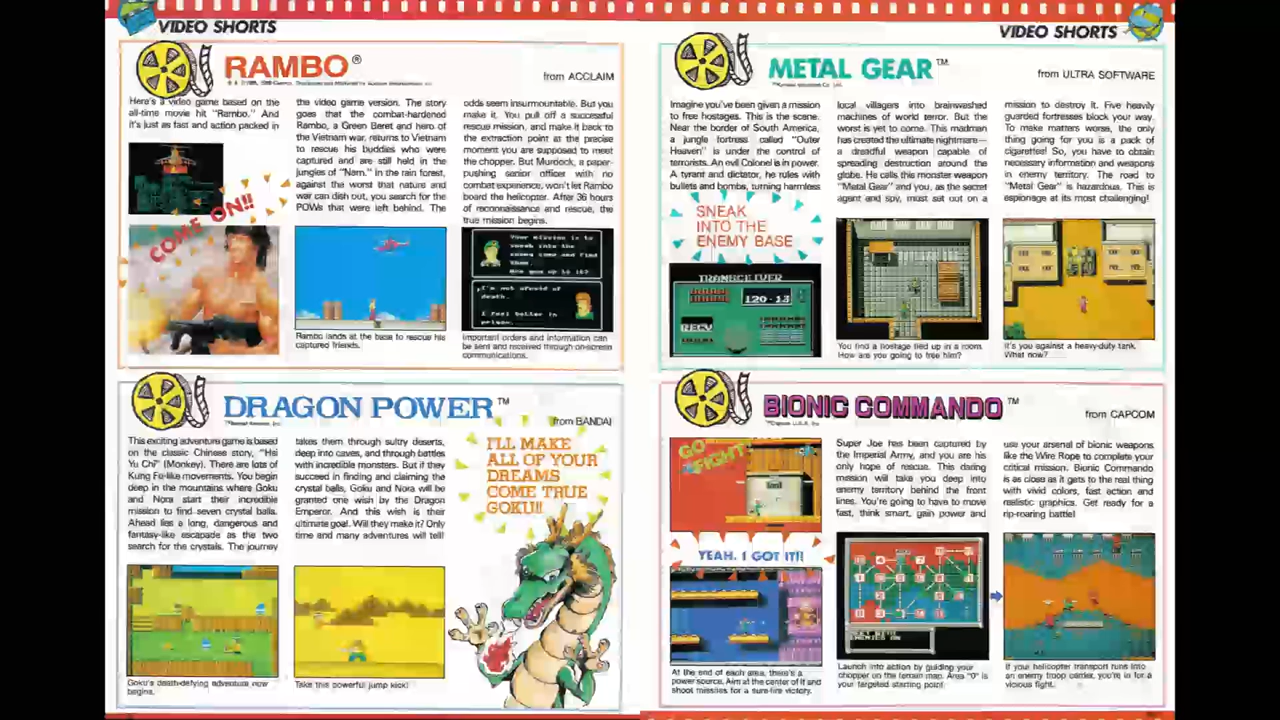 VIDEO SHORTS
RAMBO®
from ACCLAIM
Here's a video game based on the
all-time movie hit "Rambo." And
it's just as fast and action packed in
COME ON!!
the video game version. The story
goes that the combat-hardened
Rambo, a Green Beret and hero of
the Vietnam war, returns to Vietnam
to rescue his buddies who were
captured and are still held in the
jungles of "Nam." In the rain forest,
against the worst that nature and
war can dish out, you search for the
POWs that were left behind. The
Rambo lands at the base to rescue his
captured friends.
odds seem insurmountable. But you
make it. You pull off a successful
rescue mission, and make it back to
the extraction point at the precise
moment you are supposed to meet
the chopper. But Murdock, a paper-
pushing senior officer with no
combat experience, won't let Rambo
board the helicopter. After 36 hours
of reconnaissance and rescue, the
true mission begins.
Your mission is to
sneak into the
enemy camp and find
them.
Are you up to it?
I'm not afraid of
death.
I feel better in
prison.
Important orders and information can
be sent and received through on-screen
communications.
DRAGON POWER™
from BANDAI
This exciting adventure game is based
on the classic Chinese story, "Hsi
Yu Chi" (Monkey). There are lots of
Kung Fu-like movements. You begin
deep in the mountains where Goku
and Nora start their incredible
mission to find seven crystal balls.
Ahead lies a long, dangerous and
fantasy-like escapade as the two
search for the crystals. The journey
Goku's death-defying adventure now
begins.
takes them through sultry deserts,
deep into caves, and through battles
with incredible monsters. But if they
succeed in finding and claiming the
crystal balls, Goku and Nora will be
granted one wish by the Dragon
Emperor. And this wish is their
ultimate goal. Will they make it? Only
time and many adventures will tell!
Take this powerful jump kick!
I'LL MAKE
ALL OF YOUR
DREAMS
COME TRUE
GOKU!!
VIDEO SHORTS
METAL GEAR™
from ULTRA SOFTWARE
Imagine you've been given a mission
to free hostages. This is the scene.
Near the border of South America,
a jungle fortress called "Outer
Heaven" is under the control of
terrorists. An evil Colonel is in power.
A tyrant and dictator, he rules with
bullets and bombs, turning harmless
SNEAK
INTO THE
ENEMY BASE
TRANSCEIVER
120.13
local villagers into brainwashed
machines of world terror. But the
worst is yet to come. This madman
has created the ultimate nightmare—
a dreadful weapon capable of
spreading destruction around the
globe. He calls this monster weapon
"Metal Gear" and you, as the secret
agent and spy, must set out on a
You find a hostage tied up in a room.
How are you going to free him?
mission to destroy it. Five heavily
guarded fortresses block your way.
To make matters worse, the only
thing going for you is a pack of
cigarettes! So, you have to obtain
necessary information and weapons
in enemy territory. The road to
"Metal Gear" is hazardous. This is
espionage at its most challenging!
It's you against a heavy-duty tank.
What now?
BIONIC COMMANDO™
from CAPCOM
GO FIGHT!
YEAH. I GOT IT!!
At the end of each area, there's a
power source. Aim at the center of it and
shoot missiles for a sure-fire victory.
Super Joe has been captured by
the Imperial Army, and you are his
only hope of rescue. This daring
mission will take you deep into
enemy territory behind the front
lines. You're going to have to move
fast, think smart, gain power and
Launch into action by guiding your
chopper on the terrain map. Area "0" is
your targeted starting point.
use your arsenal of bionic weapons
like the Wire Rope to complete your
critical mission. Bionic Commando
is as close as it gets to the real thing
with vivid colors, fast action and
realistic graphics. Get ready for a
rip-roaring battle!
If your helicopter transport runs into
an enemy troop carrier, you're in for a
vicious fight.